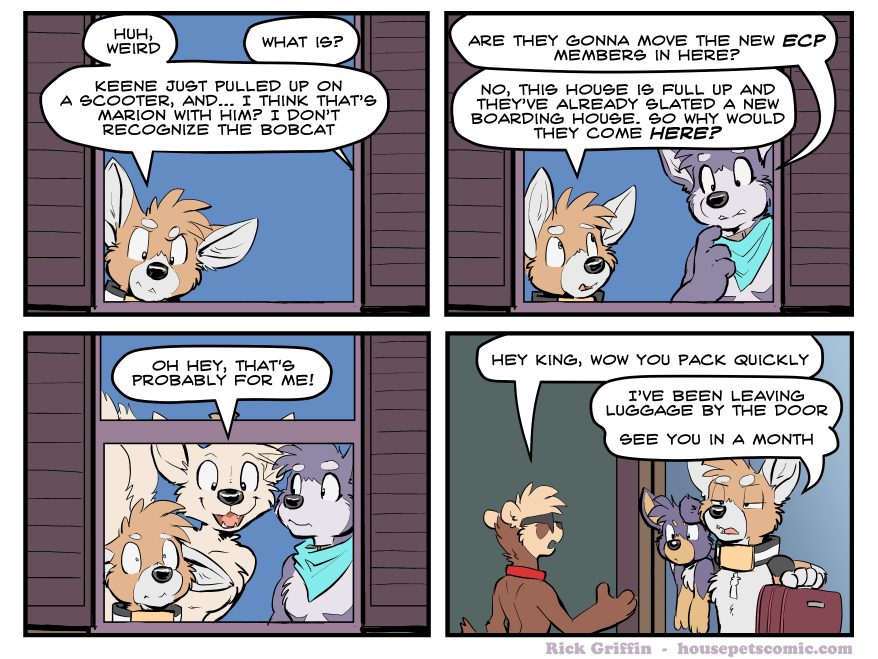 HUH,
WEIRD
WHAT IS?
KEENE JUST PULLED UP ON
A SCOOTER, AND... I THINK THAT'S
MARION WITH HIM? I DON'T
RECOGNIZE THE BOBCAT
ARE THEY GONNA MOVE THE NEW ECP
MEMBERS IN HERE?
NO, THIS HOUSE IS FULL UP AND
THEY'VE ALREADY SLATED A NEW
BOARDING HOUSE. SO WHY WOULD
THEY COME HERE?
OH HEY, THAT'S
PROBABLY FOR ME!
HEY KING, WOW YOU PACK QUICKLY
I'VE BEEN LEAVING
LUGGAGE BY THE DOOR
SEE YOU IN A MONTH
Rick Griffin - housepetscomic.com